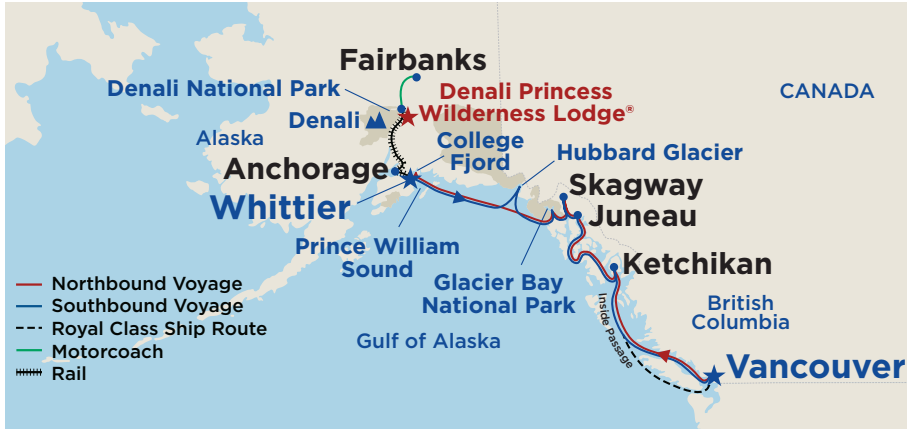 Fairbanks
Denali National Park
Denali Princess
Wilderness Lodge®
CANADA
Denali
Alaska
College
Fjord
Hubbard Glacier
Anchorage
Skagway
Whittier
Juneau
Prince William
Sound
Glacier Bay
National Park
Ketchikan
Northbound Voyage
Southbound Voyage
Royal Class Ship Route
Motorcoach
Rail
Inside Passage
British
Columbia
Gulf of Alaska
Vancouver